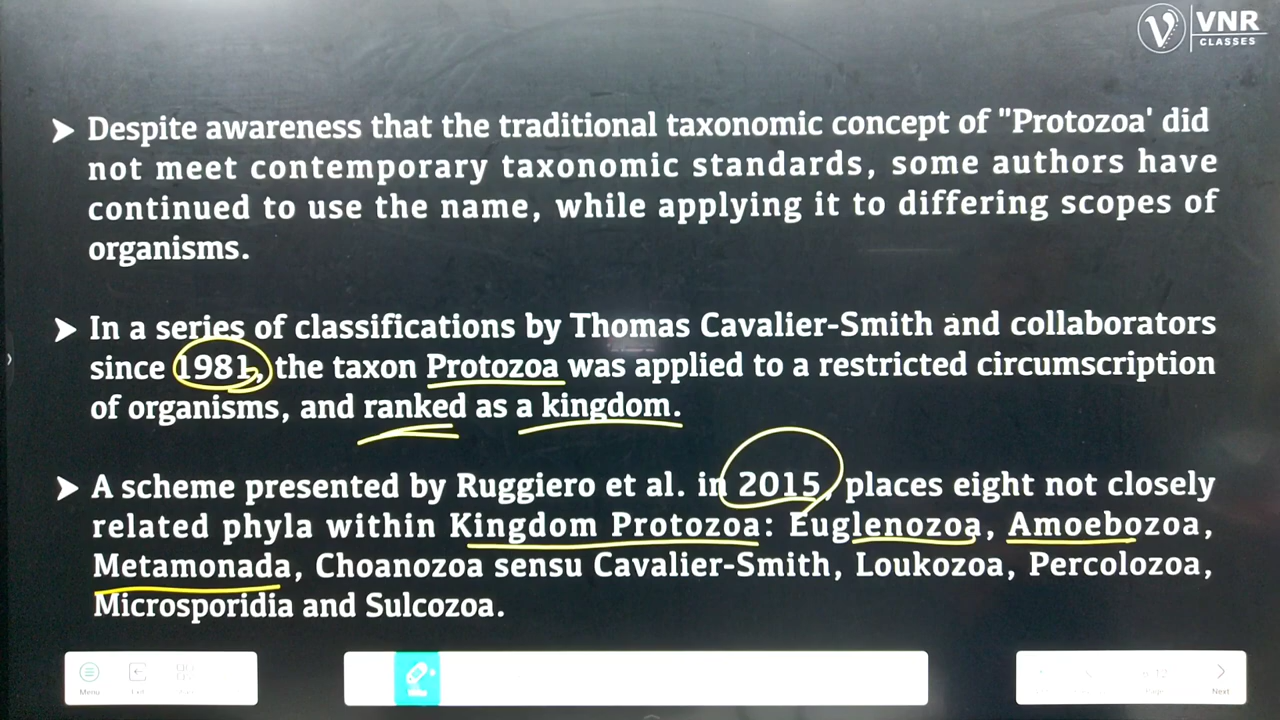 VNR
CLASSES
➤ Despite awareness that the traditional taxonomic concept of "Protozoa' did
not meet contemporary taxonomic standards, some authors have
continued to use the name, while applying it to differing scopes of
organisms.
➤ In a series of classifications by Thomas Cavalier-Smith and collaborators
since 1981, the taxon Protozoa was applied to a restricted circumscription
of organisms, and ranked as a kingdom.
➤ A scheme presented by Ruggiero et al. in 2015, places eight not closely
related phyla within Kingdom Protozoa: Euglenozoa, Amoebozoa,
Metamonada, Choanozoa sensu Cavalier-Smith, Loukozoa, Percolozoa,
Microsporidia and Sulcozoa.
Menu Exit Page Next